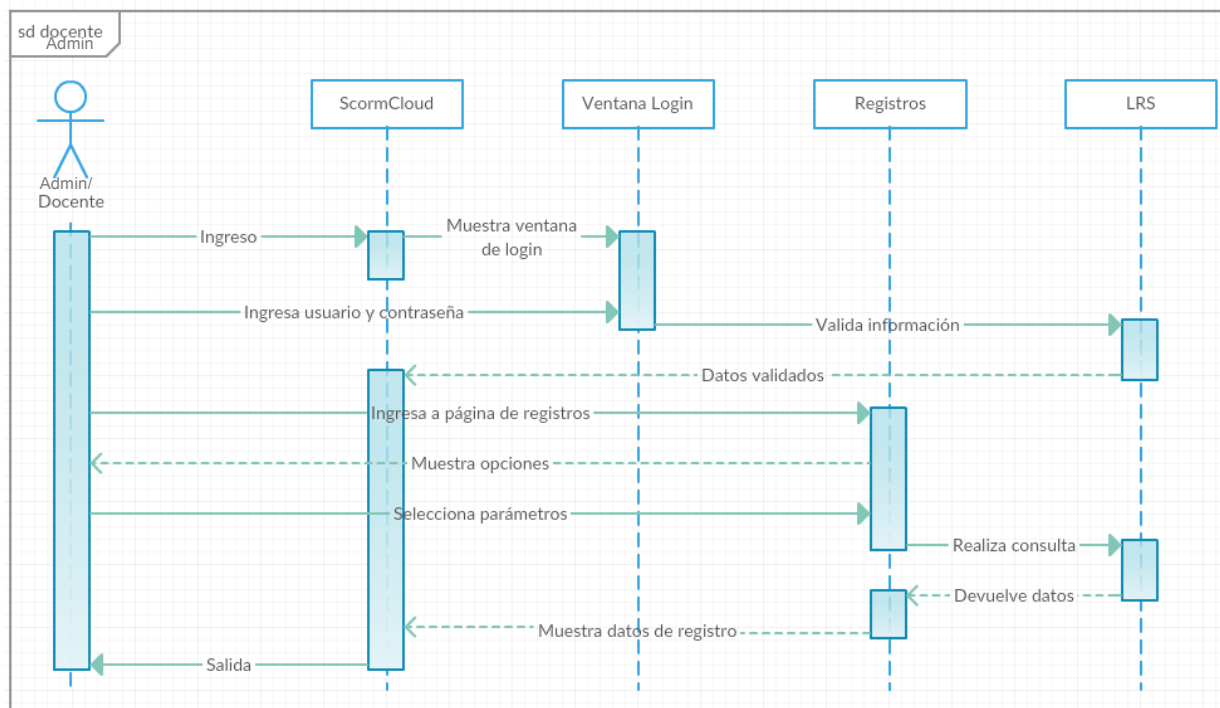 sd docente
Admin
ScormCloud
Ventana Login
Registros
LRS
Admin/
Docente
Ingreso
Muestra ventana
de login
Ingresa usuario y contraseña
Valida información
Datos validados
Ingresa a página de registros
Muestra opciones
Selecciona parámetros
Realiza consulta
Devuelve datos
Muestra datos de registro
Salida